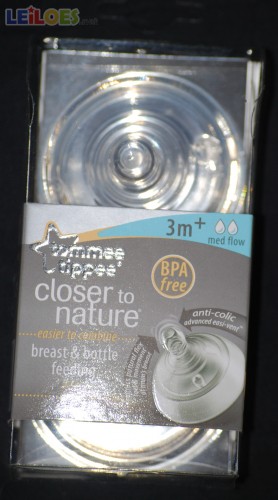 LEiLOES.net
3m+
med flow
tommee
tippee
BPA
free
closer to
nature
easier to combine
breast & bottle
feeding
anti-colic
advanced easi-vent